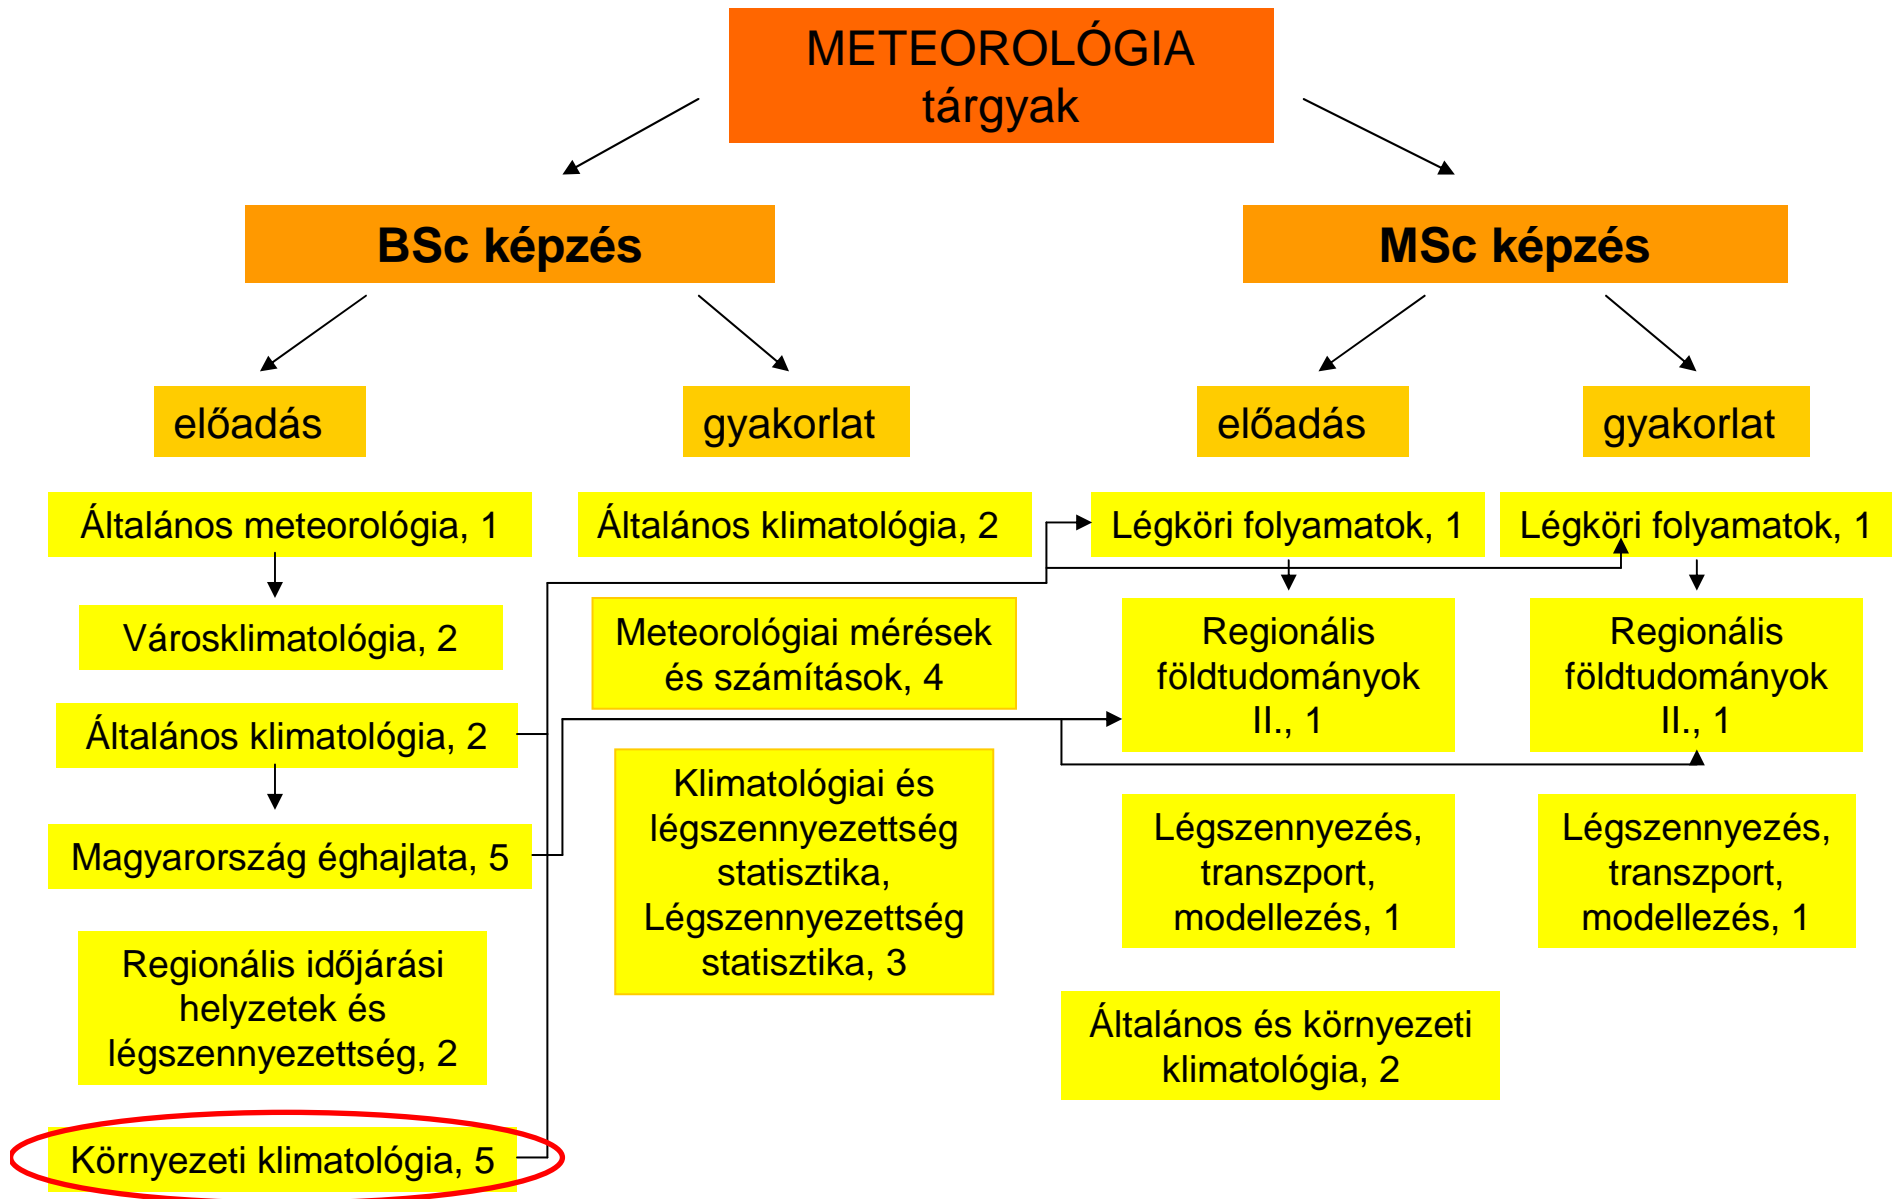 METEOROLÓGIA
tárgyak
BSc képzés
MSc képzés
előadás
gyakorlat
előadás
gyakorlat
Általános meteorológia, 1
Városklimatológia, 2
Általános klimatológia, 2
Magyarország éghajlata, 5
Regionális időjárási
helyzetek és
légszennyezettség, 2
Környezeti klimatológia, 5
Általános klimatológia, 2
Meteorológiai mérések
és számítások, 4
Klimatológiai és
légszennyezettség
statisztika,
Légszennyezettség
statisztika, 3
Légköri folyamatok, 1
Regionális
földtudományok
II., 1
Légszennyezés,
transzport,
modellezés, 1
Általános és környezeti
klimatológia, 2
Légköri folyamatok, 1
Regionális
földtudományok
II., 1
Légszennyezés,
transzport,
modellezés, 1